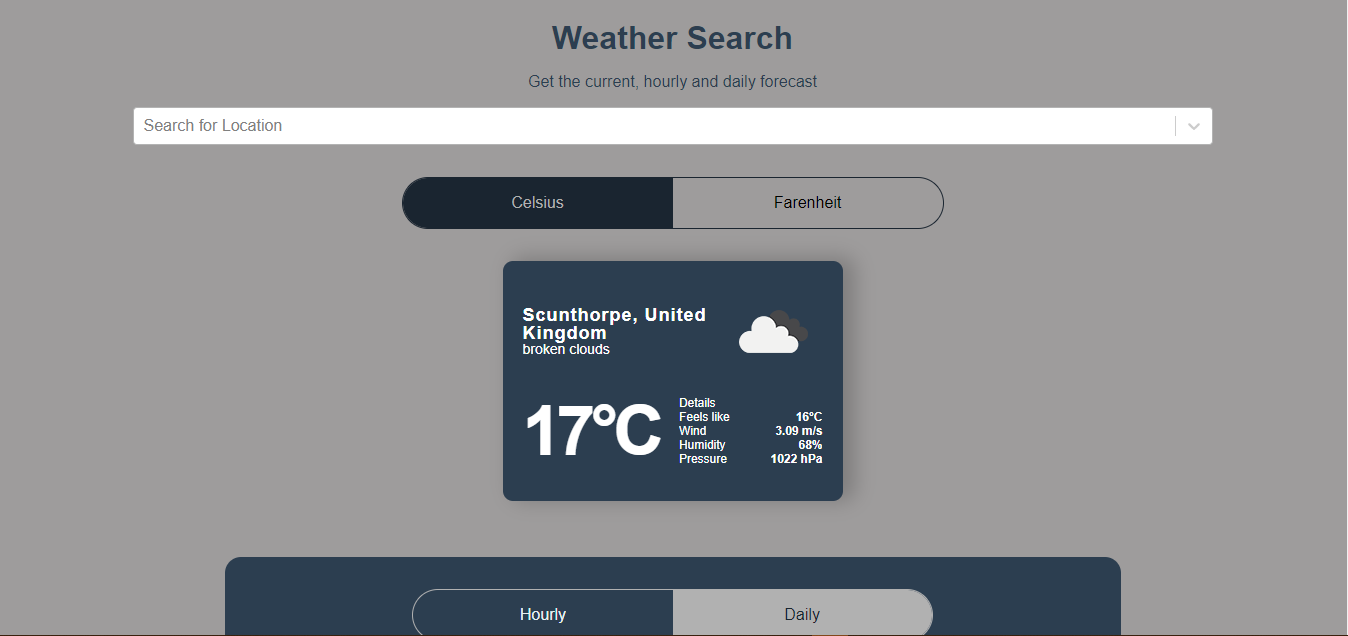 Weather Search
Get the current, hourly and daily forecast
Search for Location
Celsius
Farenheit
Scunthorpe, United
Kingdom
broken clouds
17°C
Details
Feels like 16°C
Wind 3.09 m/s
Humidity 68%
Pressure 1022 hPa
Hourly
Daily